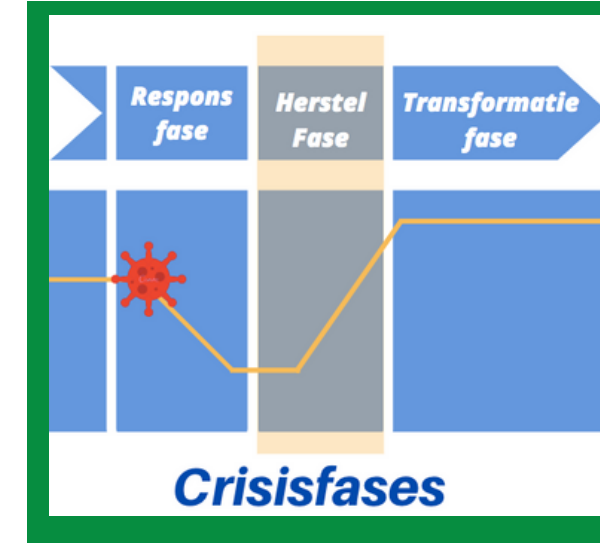 Respons
fase
Herstel
Fase
Transformatie
fase
Crisisfases